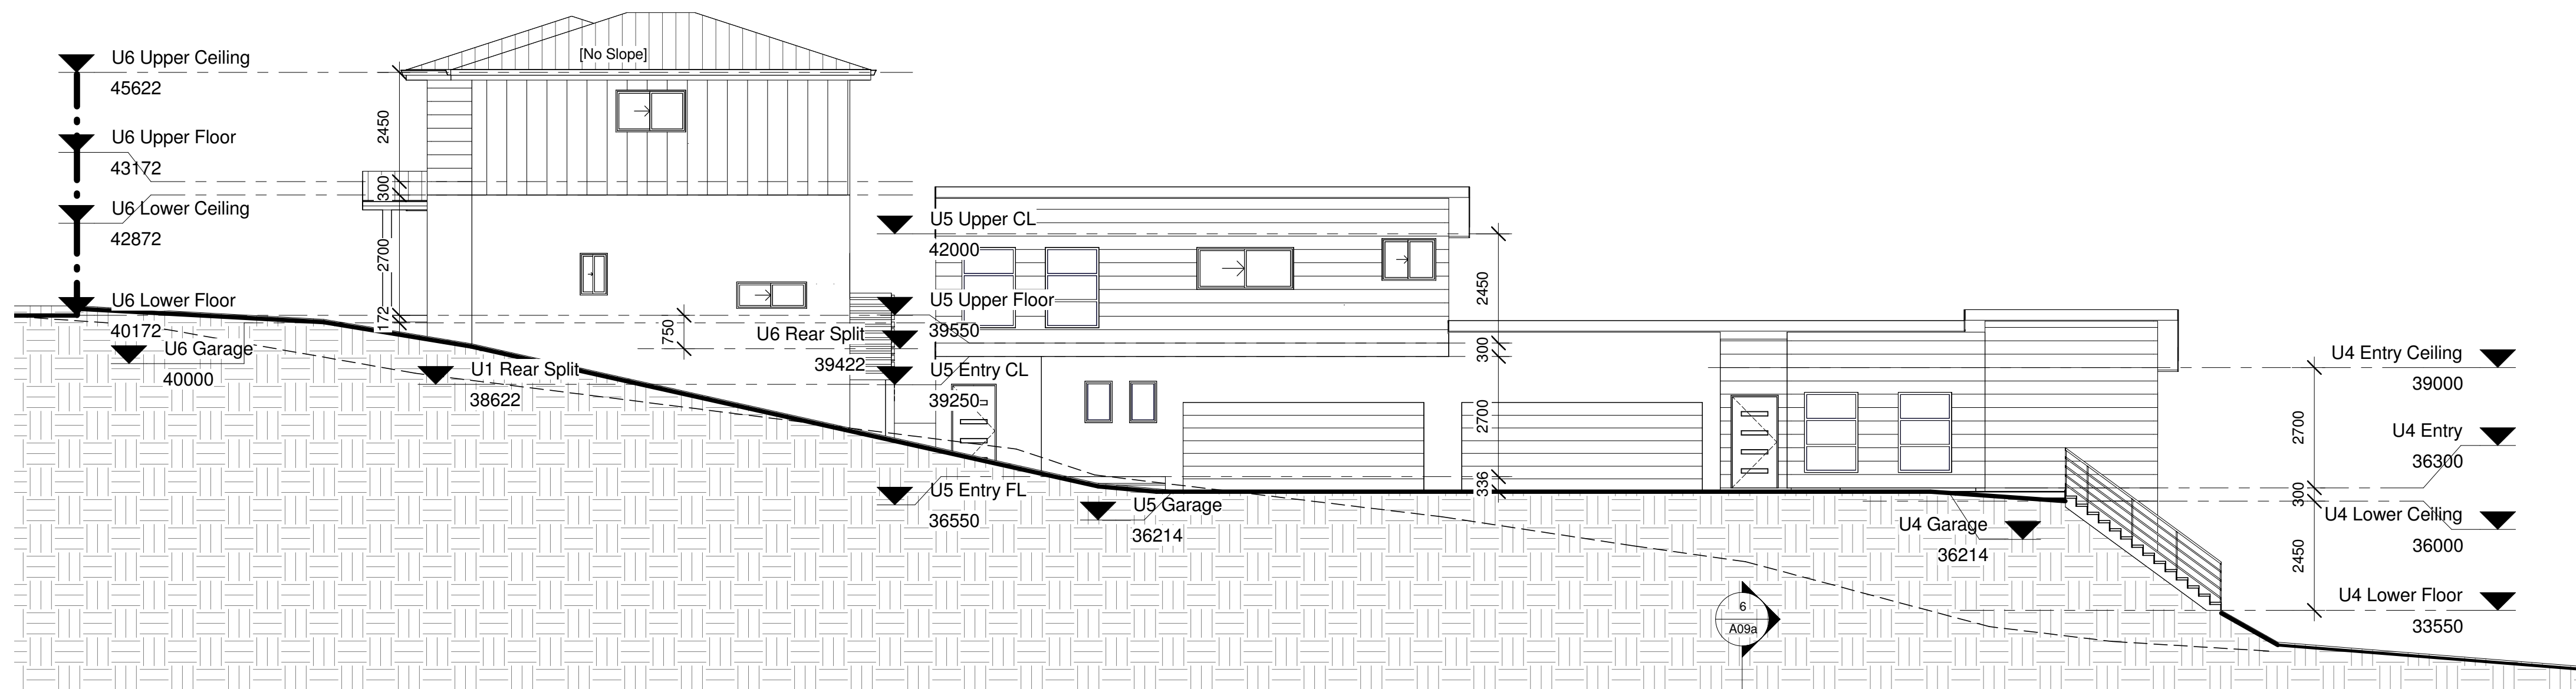 [No Slope]
U6 Upper Ceiling
45622
U6 Upper Floor
43172
U6 Lower Ceiling
42872
U6 Lower Floor
40172
U6 Garage
40000
2450
300
2700
172
750
U1 Rear Split
38622
U6 Rear Split
39422
U5 Upper CL
42000
U5 Upper Floor
39550
U5 Entry CL
39250
U5 Entry FL
36550
U5 Garage
36214
2450
300
2700
336
U4 Entry Ceiling
39000
U4 Entry
36300
U4 Lower Ceiling
36000
U4 Garage
36214
U4 Lower Floor
33550
2700
300
2450
6
A09a